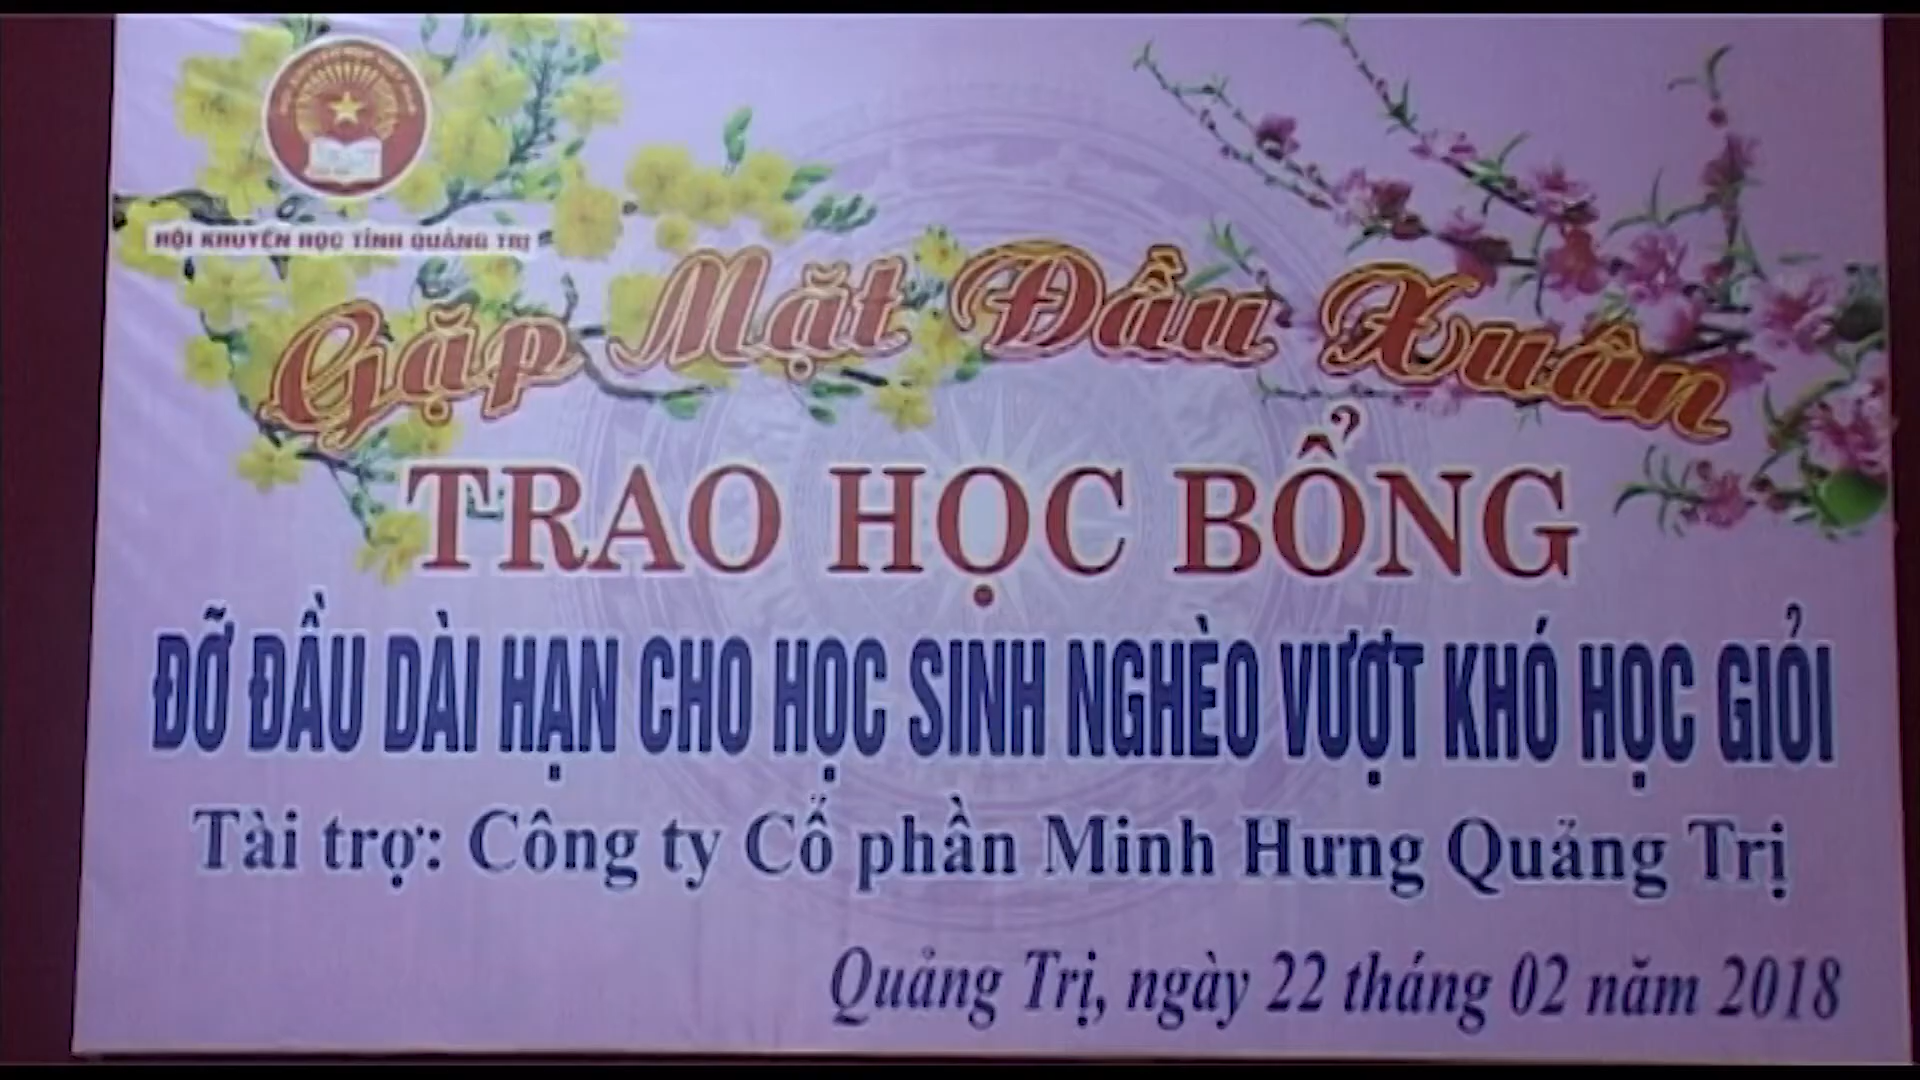 HỘI KHUYẾN HỌC TỈNH QUẢNG TRỊ
Gặp Mặt Đầu Xuân
TRAO HỌC BỔNG
ĐỠ ĐẦU DÀI HẠN CHO HỌC SINH NGHÈO VƯỢT KHÓ HỌC GIỎI
Tài trợ: Công ty Cổ phần Minh Hưng Quảng Trị
Quảng Trị, ngày 22 tháng 02 năm 2018